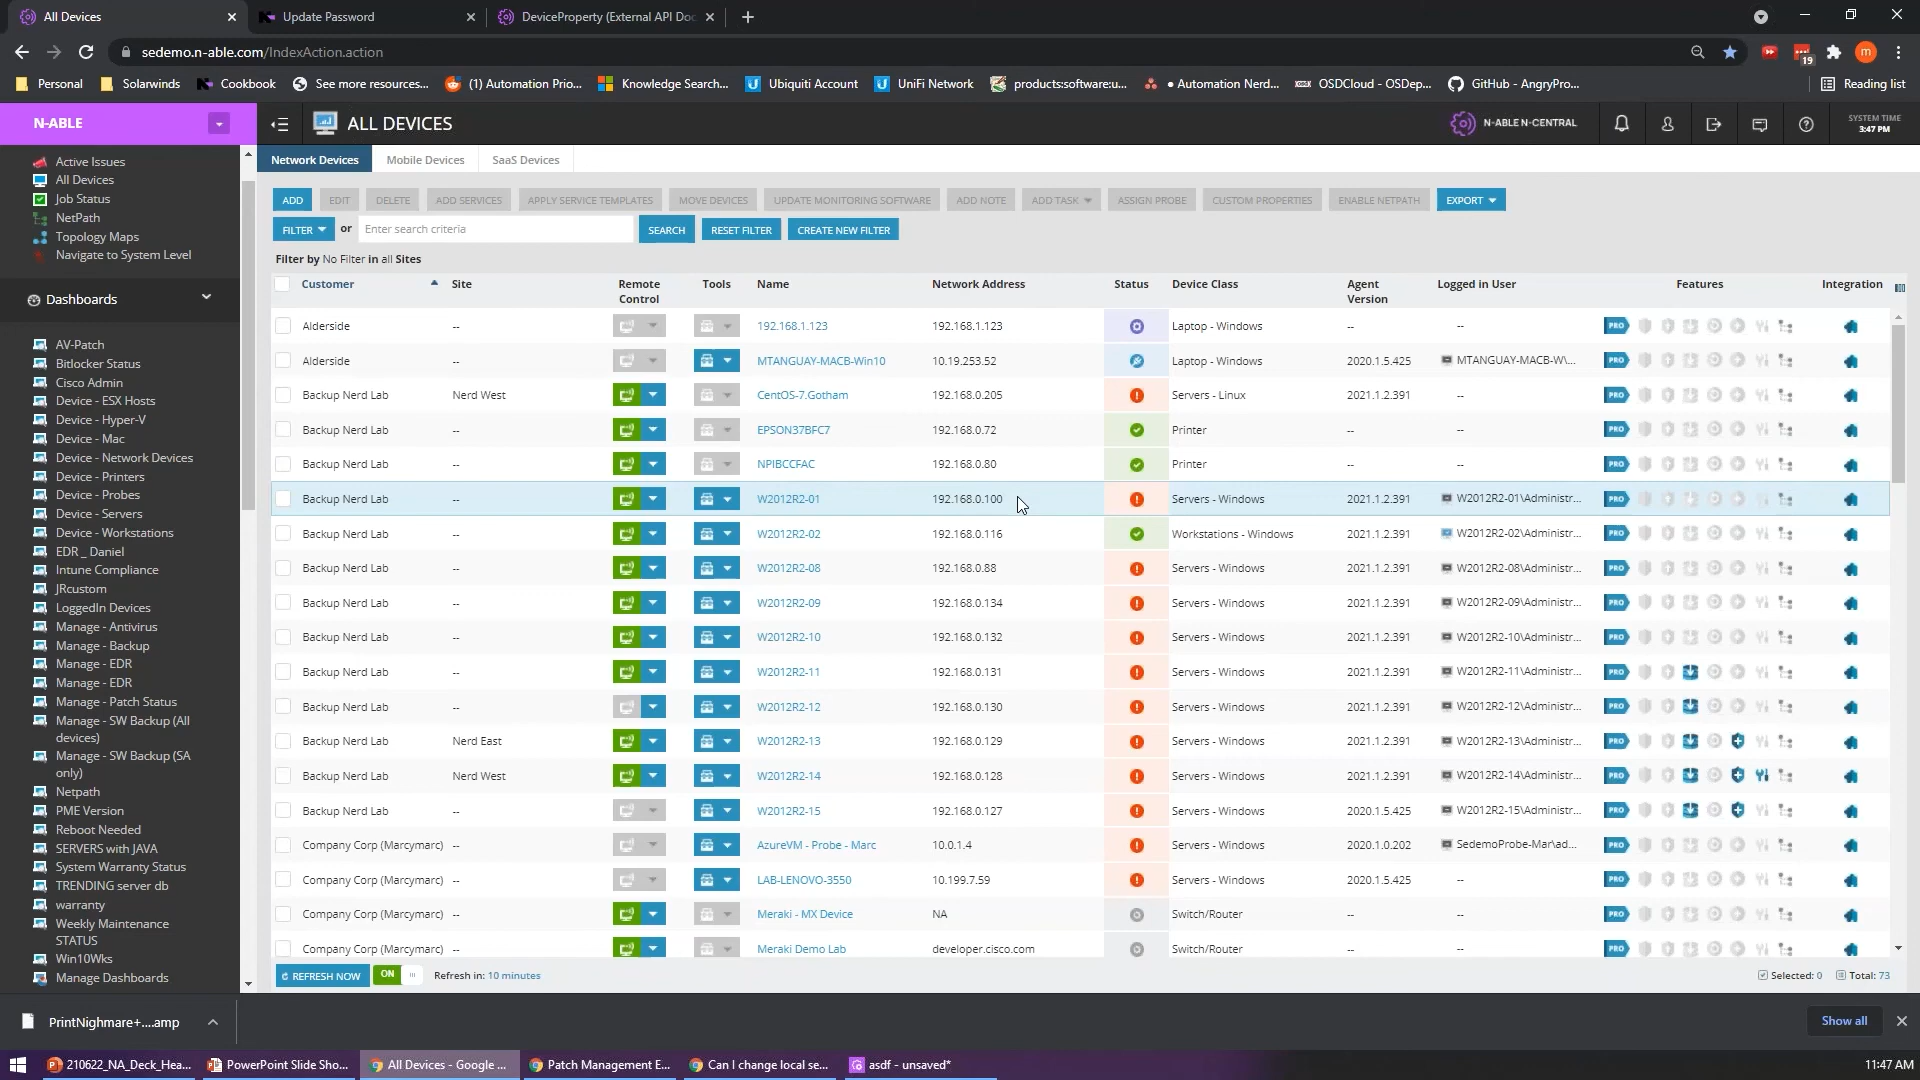 All Devices
Update Password
DeviceProperty (External API Doc
sedemo.n-able.com/IndexAction.action
19
m
Personal
Solarwinds
Cookbook
See more resources...
(1) Automation Prio...
Knowledge Search...
Ubiquiti Account
UniFi Network
products:software:u...
● Automation Nerd...
OSDCloud - OSDep...
GitHub - AngryPro...
Reading list
N-ABLE
ALL DEVICES
N-ABLE N-CENTRAL
SYSTEM TIME
3:47 PM
Active Issues
All Devices
Job Status
NetPath
Topology Maps
Navigate to System Level
Dashboards
AV-Patch
Bitlocker Status
Cisco Admin
Device - ESX Hosts
Device - Hyper-V
Device - Mac
Device - Network Devices
Device - Printers
Device - Probes
Device - Servers
Device - Workstations
EDR _ Daniel
Intune Compliance
JRcustom
LoggedIn Devices
Manage - Antivirus
Manage - Backup
Manage - EDR
Manage - EDR
Manage - Patch Status
Manage - SW Backup (All
devices)
Manage - SW Backup (SA
only)
Netpath
PME Version
Reboot Needed
SERVERS with JAVA
System Warranty Status
TRENDING server db
warranty
Weekly Maintenance
STATUS
Win10Wks
Manage Dashboards
Network Devices Mobile Devices SaaS Devices
ADD EDIT DELETE ADD SERVICES APPLY SERVICE TEMPLATES MOVE DEVICES UPDATE MONITORING SOFTWARE ADD NOTE ADD TASK ASSIGN PROBE CUSTOM PROPERTIES ENABLE NETPATH EXPORT
FILTER or Enter search criteria SEARCH RESET FILTER CREATE NEW FILTER
Filter by No Filter in all Sites
Customer Site Remote Control Tools Name Network Address Status Device Class Agent Version Logged in User Features Integration
Alderside -- 192.168.1.123 192.168.1.123 Laptop - Windows -- -- PRO
Alderside -- MTANGUAY-MACB-Win10 10.19.253.52 Laptop - Windows 2020.1.5.425 MTANGUAY-MACB-W\... PRO
Backup Nerd Lab Nerd West CentOS-7.Gotham 192.168.0.205 Servers - Linux 2021.1.2.391 -- PRO
Backup Nerd Lab -- EPSON37BFC7 192.168.0.72 Printer -- -- PRO
Backup Nerd Lab -- NPIBCCFAC 192.168.0.80 Printer -- -- PRO
Backup Nerd Lab -- W2012R2-01 192.168.0.100 Servers - Windows 2021.1.2.391 W2012R2-01\Administr... PRO
Backup Nerd Lab -- W2012R2-02 192.168.0.116 Workstations - Windows 2021.1.2.391 W2012R2-02\Administr... PRO
Backup Nerd Lab -- W2012R2-08 192.168.0.88 Servers - Windows 2021.1.2.391 W2012R2-08\Administr... PRO
Backup Nerd Lab -- W2012R2-09 192.168.0.134 Servers - Windows 2021.1.2.391 W2012R2-09\Administr... PRO
Backup Nerd Lab -- W2012R2-10 192.168.0.132 Servers - Windows 2021.1.2.391 W2012R2-10\Administr... PRO
Backup Nerd Lab -- W2012R2-11 192.168.0.131 Servers - Windows 2021.1.2.391 W2012R2-11\Administr... PRO
Backup Nerd Lab -- W2012R2-12 192.168.0.130 Servers - Windows 2021.1.2.391 W2012R2-12\Administr... PRO
Backup Nerd Lab Nerd East W2012R2-13 192.168.0.129 Servers - Windows 2021.1.2.391 W2012R2-13\Administr... PRO
Backup Nerd Lab Nerd West W2012R2-14 192.168.0.128 Servers - Windows 2021.1.2.391 W2012R2-14\Administr... PRO
Backup Nerd Lab -- W2012R2-15 192.168.0.127 Servers - Windows 2020.1.5.425 W2012R2-15\Administr... PRO
Company Corp (Marcymarc) -- AzureVM - Probe - Marc 10.0.1.4 Servers - Windows 2020.1.0.202 SedemoProbe-Mar\ad... PRO
Company Corp (Marcymarc) -- LAB-LENOVO-3550 10.199.7.59 Servers - Windows 2020.1.5.425 -- PRO
Company Corp (Marcymarc) -- Meraki - MX Device NA Switch/Router -- -- PRO
Company Corp (Marcymarc) -- Meraki Demo Lab developer.cisco.com Switch/Router -- -- PRO
REFRESH NOW ON Refresh in: 10 minutes Selected: 0 Total: 73
PrintNighmare+....amp
Show all
210622_NA_Deck_Hea...
PowerPoint Slide Sho...
All Devices - Google ...
Patch Management E...
Can I change local se...
asdf - unsaved*
11:47 AM